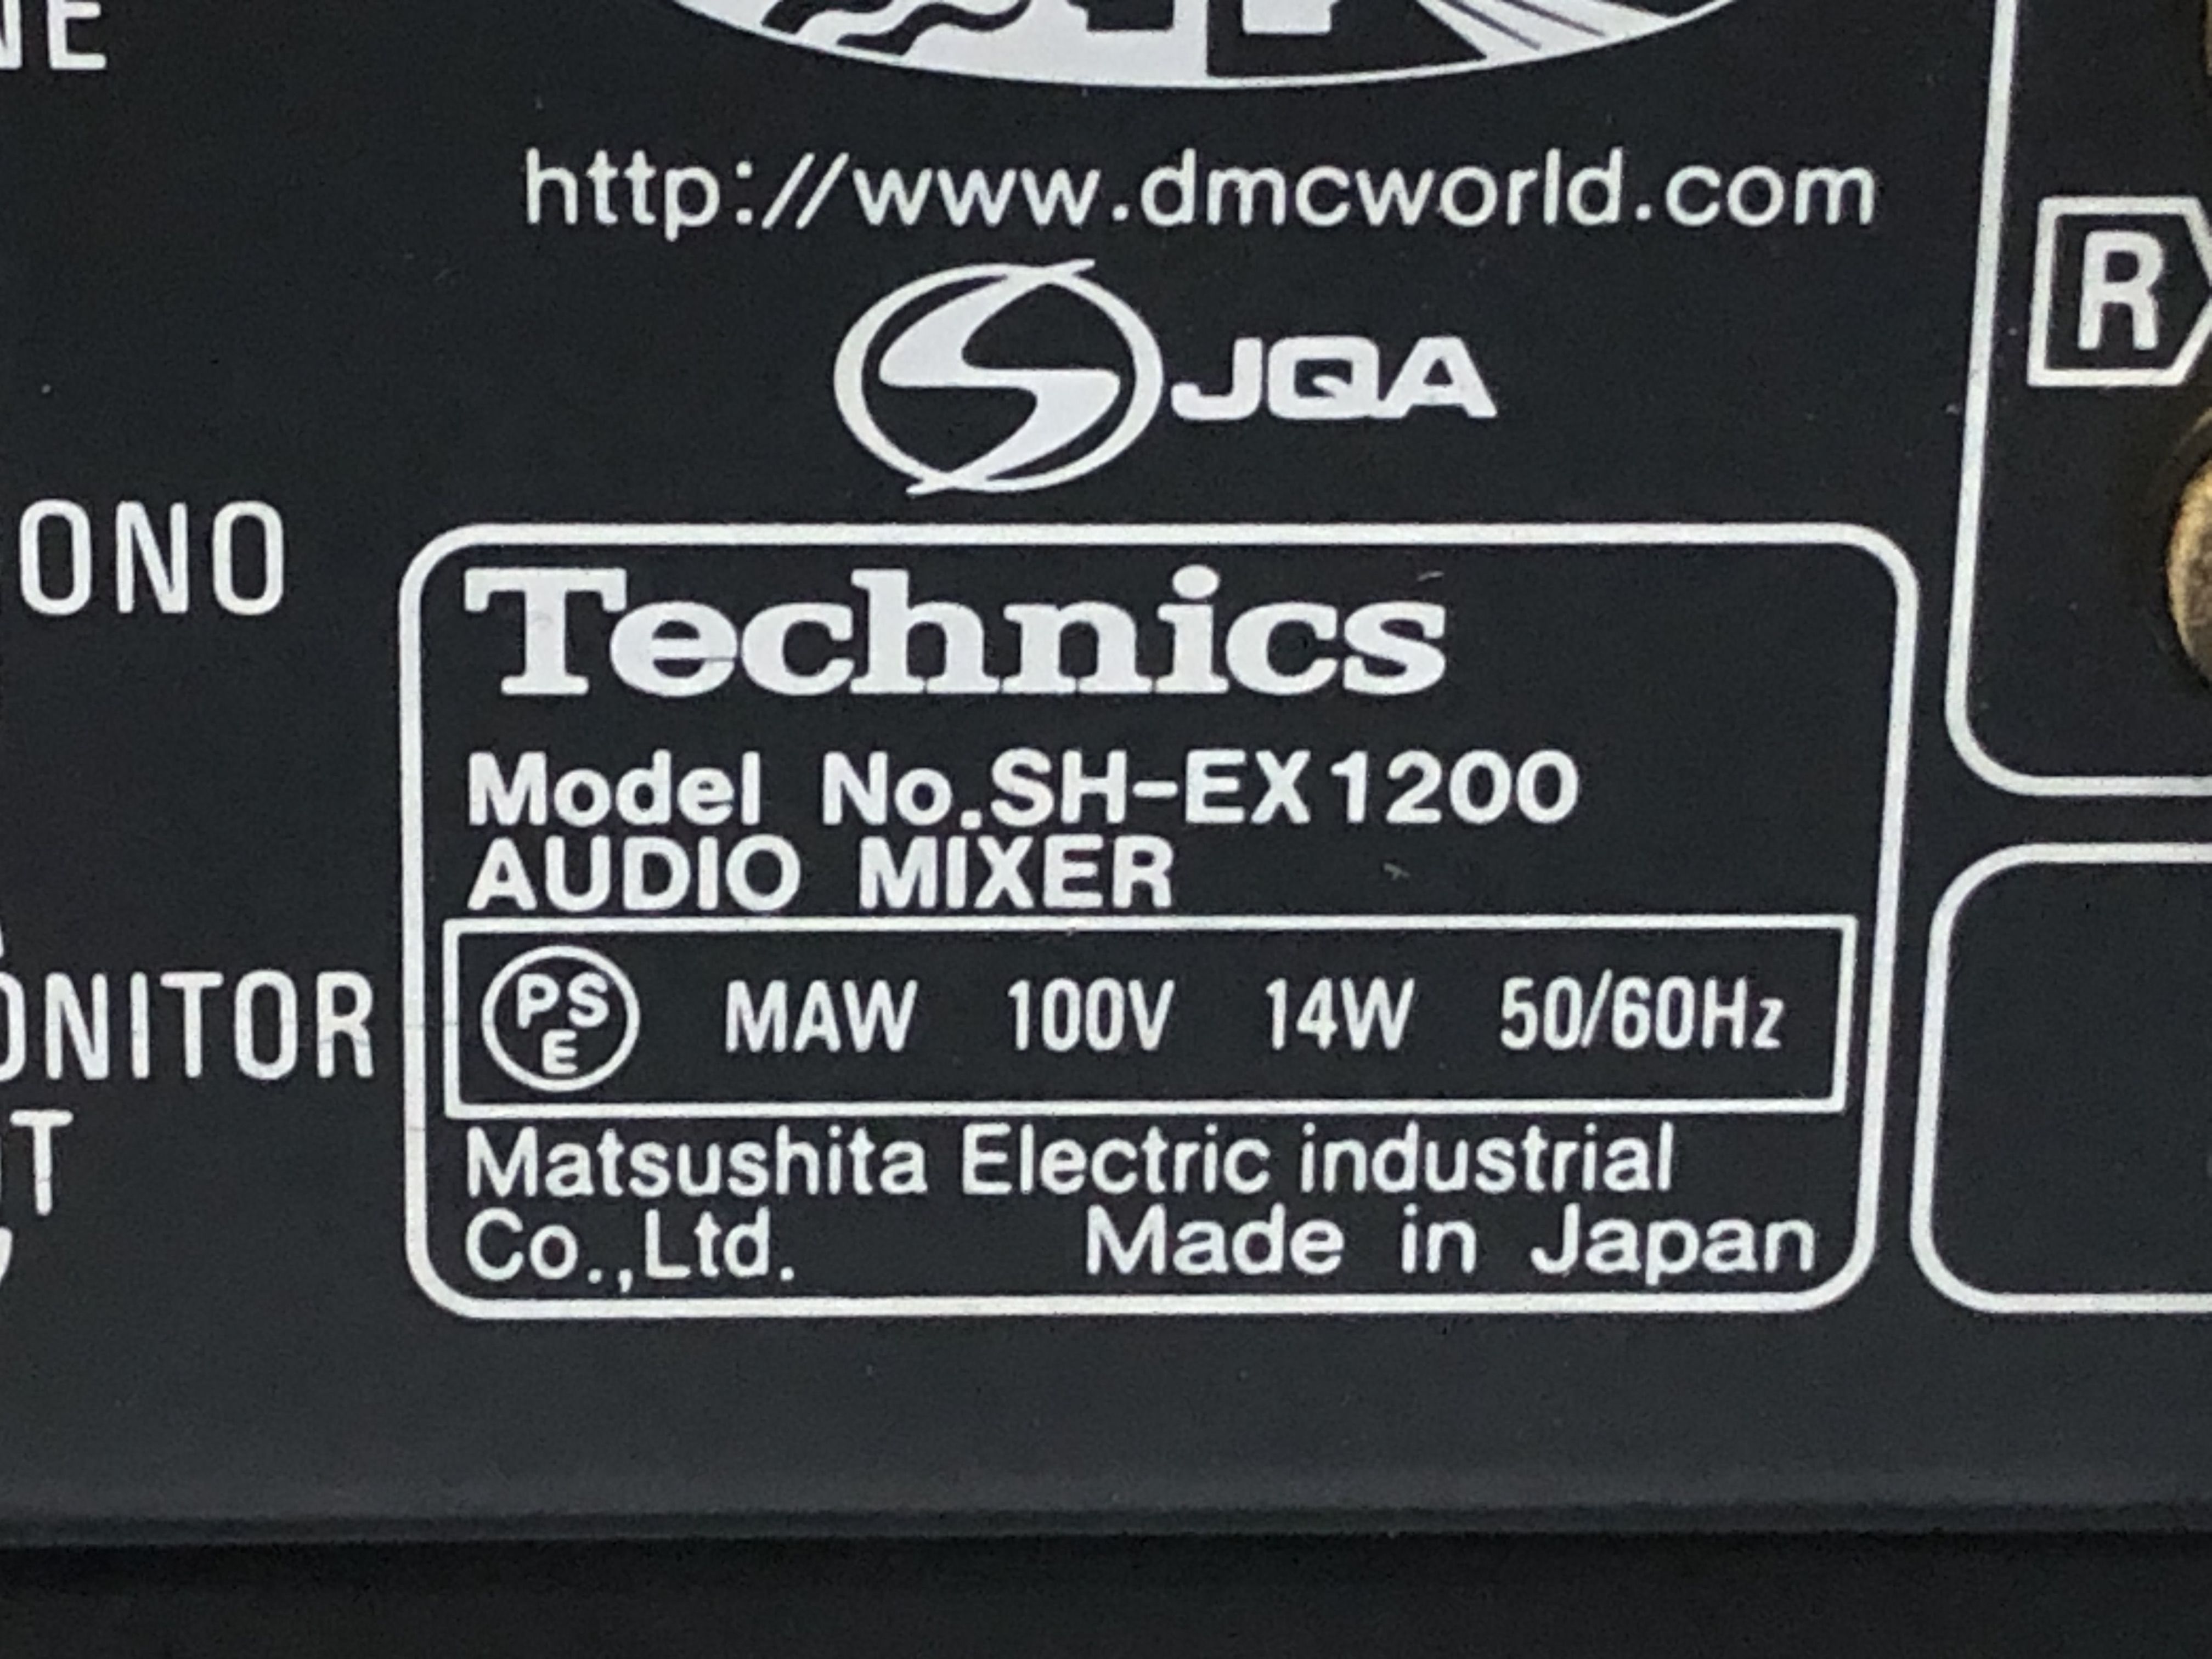 http://www.dmcworld.com
JQA
R
Technics
Model No.SH-EX1200
AUDIO MIXER
PS
E
MAW 100V 14W 50/60Hz
Matsushita Electric industrial
Co.,Ltd. Made in Japan
ONO
ONITOR